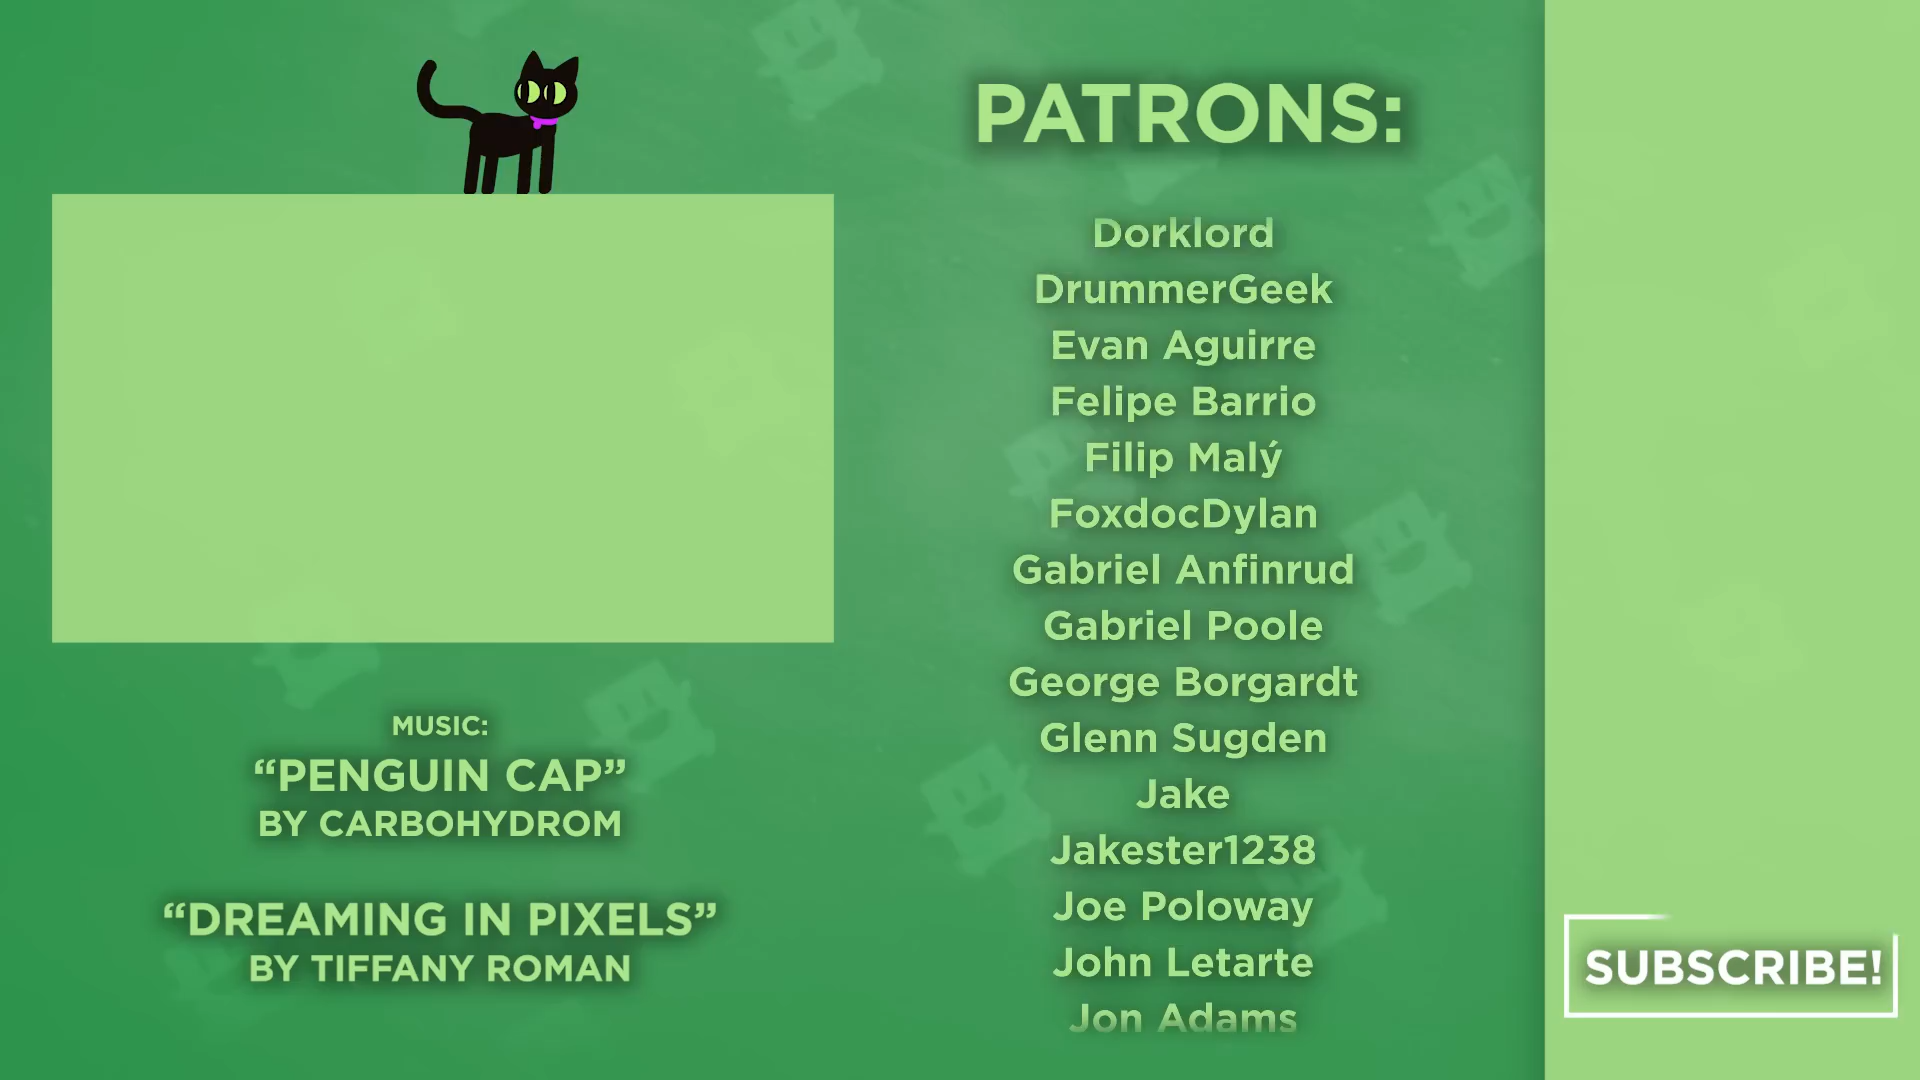 PATRONS:
Dorklord
DrummerGeek
Evan Aguirre
Felipe Barrio
Filip Malý
FoxdocDylan
Gabriel Anfinrud
Gabriel Poole
George Borgardt
Glenn Sugden
Jake
Jakester1238
Joe Poloway
John Letarte
Jon Adams
MUSIC:
“PENGUIN CAP”
BY CARBOHYDROM
“DREAMING IN PIXELS”
BY TIFFANY ROMAN
SUBSCRIBE!